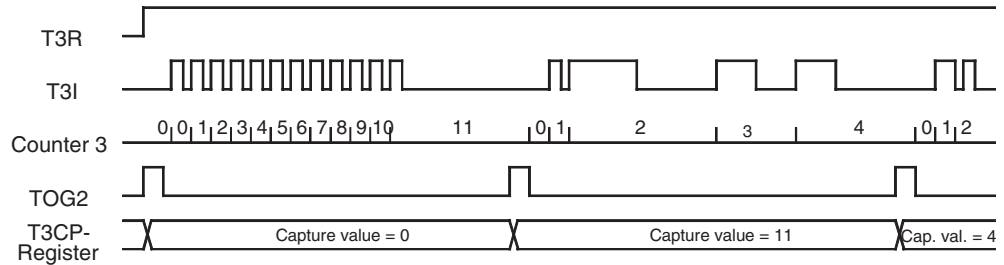 T3R
T3I
Counter 3
0 0 1 2 3 4 5 6 7 8 9 10 11 0 1 2 3 4 0 1 2
TOG2
T3CP-
Register
Capture value = 0
Capture value = 11
Cap. val. = 4